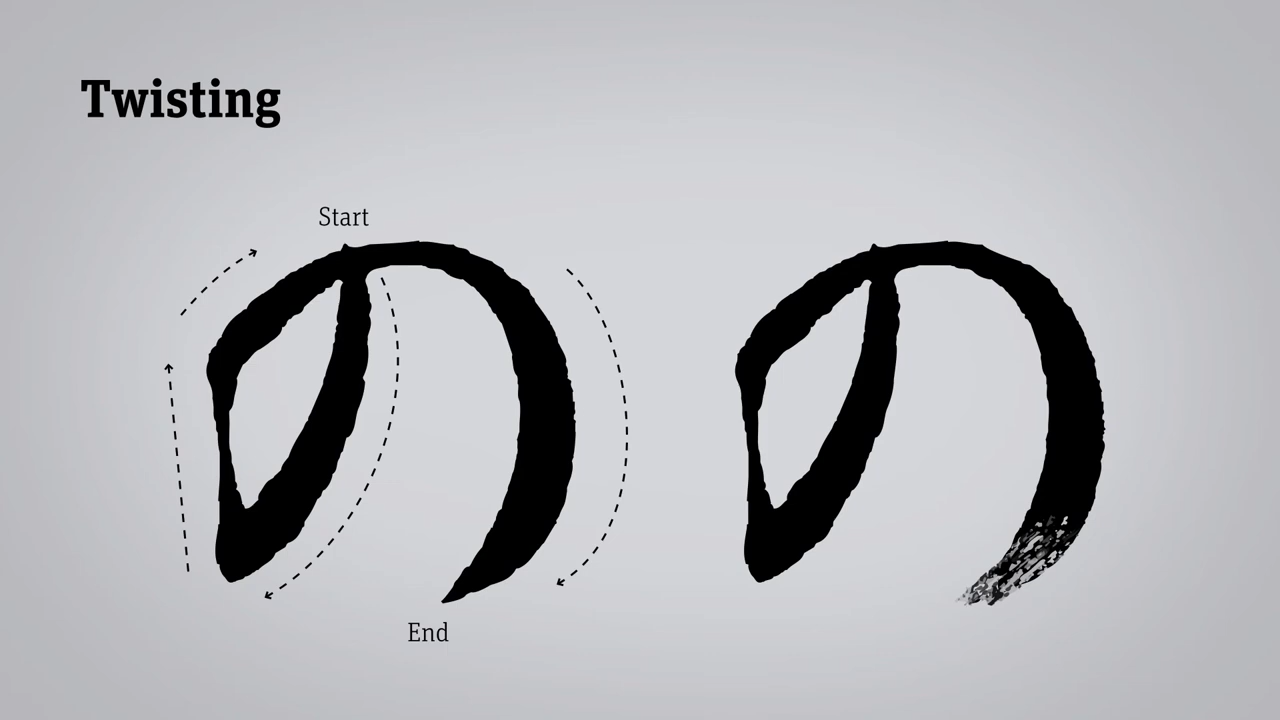 Twisting
Start
の の
End